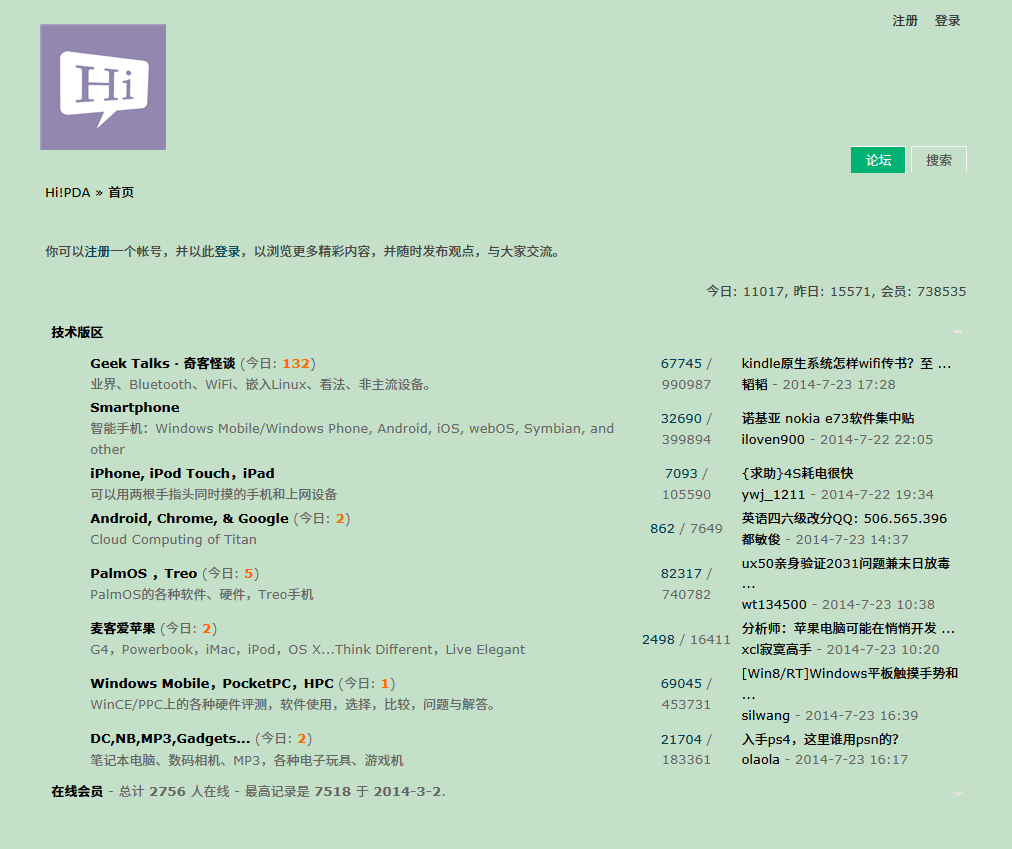 注册 登录
Hi
论坛 搜索
Hi!PDA » 首页
你可以注册一个帐号，并以此登录，以浏览更多精彩内容，并随时发布观点，与大家交流。
今日: 11017, 昨日: 15571, 会员: 738535
技术版区
Geek Talks · 奇客怪谈 (今日: 132)
业界、Bluetooth、WiFi、嵌入Linux、看法、非主流设备。
67745 /
990987
kindle原生系统怎样wifi传书？至 ...
韬韬 - 2014-7-23 17:28
Smartphone
智能手机：Windows Mobile/Windows Phone, Android, iOS, webOS, Symbian, and
other
32690 /
399894
诺基亚 nokia e73软件集中贴
iloven900 - 2014-7-22 22:05
iPhone, iPod Touch，iPad
可以用两根手指头同时摸的手机和上网设备
7093 /
105590
{求助}4S耗电很快
ywj_1211 - 2014-7-22 19:34
Android, Chrome, & Google (今日: 2)
Cloud Computing of Titan
862 / 7649
英语四六级改分QQ：506.565.396
都敏俊 - 2014-7-23 14:37
PalmOS ，Treo (今日: 5)
PalmOS的各种软件、硬件，Treo手机
82317 /
740782
ux50亲身验证2031问题兼末日放毒
...
wt134500 - 2014-7-23 10:38
麦客爱苹果 (今日: 2)
G4，Powerbook，iMac，iPod，OS X...Think Different，Live Elegant
2498 / 16411
分析师：苹果电脑可能在悄悄开发 ...
xcl寂寞高手 - 2014-7-23 10:20
Windows Mobile，PocketPC，HPC (今日: 1)
WinCE/PPC上的各种硬件评测，软件使用，选择，比较，问题与解答。
69045 /
453731
[Win8/RT]Windows平板触摸手势和
...
silwang - 2014-7-23 16:39
DC,NB,MP3,Gadgets... (今日: 2)
笔记本电脑、数码相机、MP3，各种电子玩具、游戏机
21704 /
183361
入手ps4，这里谁用psn的？
olaola - 2014-7-23 16:17
在线会员 - 总计 2756 人在线 - 最高记录是 7518 于 2014-3-2.